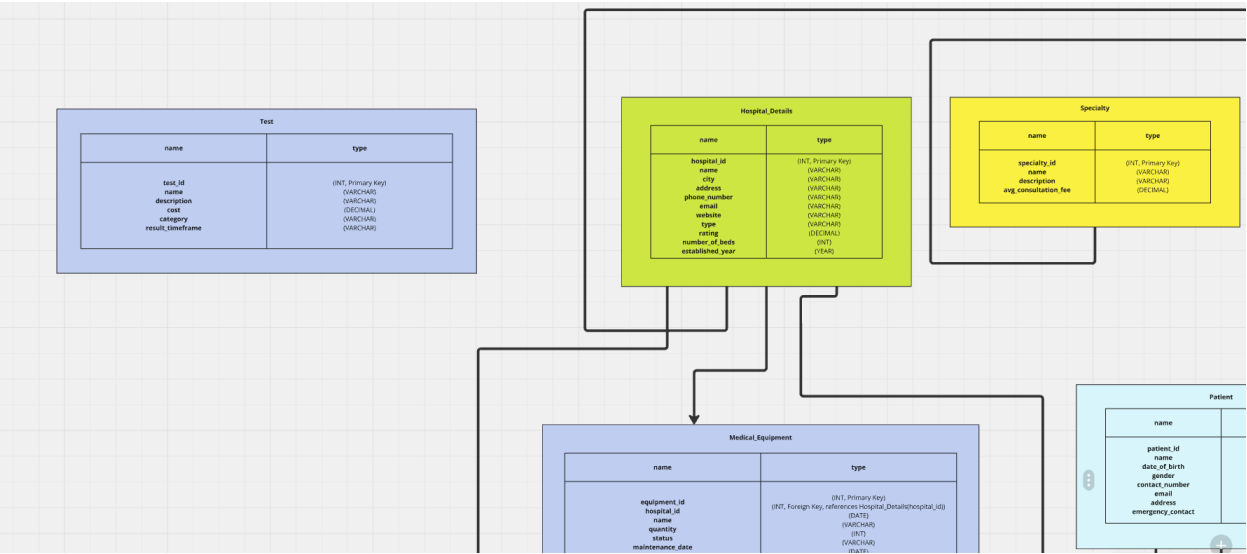 Test
name type
test_id (INT, Primary Key)
name (VARCHAR)
description (VARCHAR)
cost (DECIMAL)
category (VARCHAR)
result_timeframe (VARCHAR)
Hospital_Details
name type
hospital_id (INT, Primary Key)
name (VARCHAR)
city (VARCHAR)
address (VARCHAR)
phone_number (VARCHAR)
email (VARCHAR)
website (VARCHAR)
type (VARCHAR)
rating (DECIMAL)
number_of_beds (INT)
established_year (YEAR)
Specialty
name type
specialty_id (INT, Primary Key)
name (VARCHAR)
description (VARCHAR)
avg_consultation_fee (DECIMAL)
Medical_Equipment
name type
equipment_id (INT, Primary Key)
hospital_id (INT, Foreign Key, references Hospital_Details(hospital_id))
name (DATE)
quantity (VARCHAR)
status (INT)
maintenance_date (VARCHAR)
(DATE)
Patient
name
patient_id
name
date_of_birth
gender
contact_number
email
address
emergency_contact